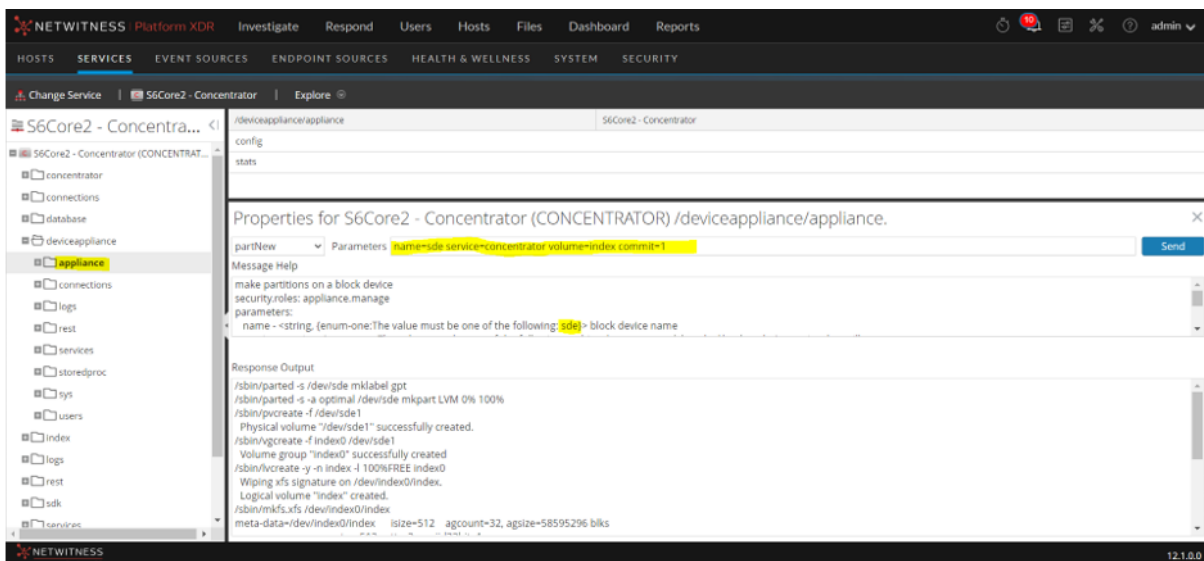 NETWITNESS Platform XDR Investigate Respond Users Hosts Files Dashboard Reports 10 admin
HOSTS SERVICES EVENT SOURCES ENDPOINT SOURCES HEALTH & WELLNESS SYSTEM SECURITY
Change Service | S6Core2 - Concentrator | Explore
S6Core2 - Concentra...
S6Core2 - Concentrator (CONCENTRAT...
concentrator
connections
database
deviceappliance
appliance
connections
logs
rest
services
storedproc
sys
users
index
logs
rest
sdk
services
/deviceappliance/appliance S6Core2 - Concentrator
config
stats
Properties for S6Core2 - Concentrator (CONCENTRATOR) /deviceappliance/appliance.
partNew Parameters name=sde service=concentrator volume=index commit=1 Send
Message Help
make partitions on a block device
security.roles: appliance.manage
parameters:
name - <string, {enum-one:The value must be one of the following: sde}> block device name
Response Output
/sbin/parted -s /dev/sde mklabel gpt
/sbin/parted -s -a optimal /dev/sde mkpart LVM 0% 100%
/sbin/pvcreate -f /dev/sde1
Physical volume "/dev/sde1" successfully created.
/sbin/vgcreate -f index0 /dev/sde1
Volume group "index0" successfully created
/sbin/lvcreate -y -n index -l 100%FREE index0
Wiping xfs signature on /dev/index0/index.
Logical volume "index" created.
/sbin/mkfs.xfs /dev/index0/index
meta-data=/dev/index0/index isize=512 agcount=32, agsize=58595296 blks
NETWITNESS 12.1.0.0